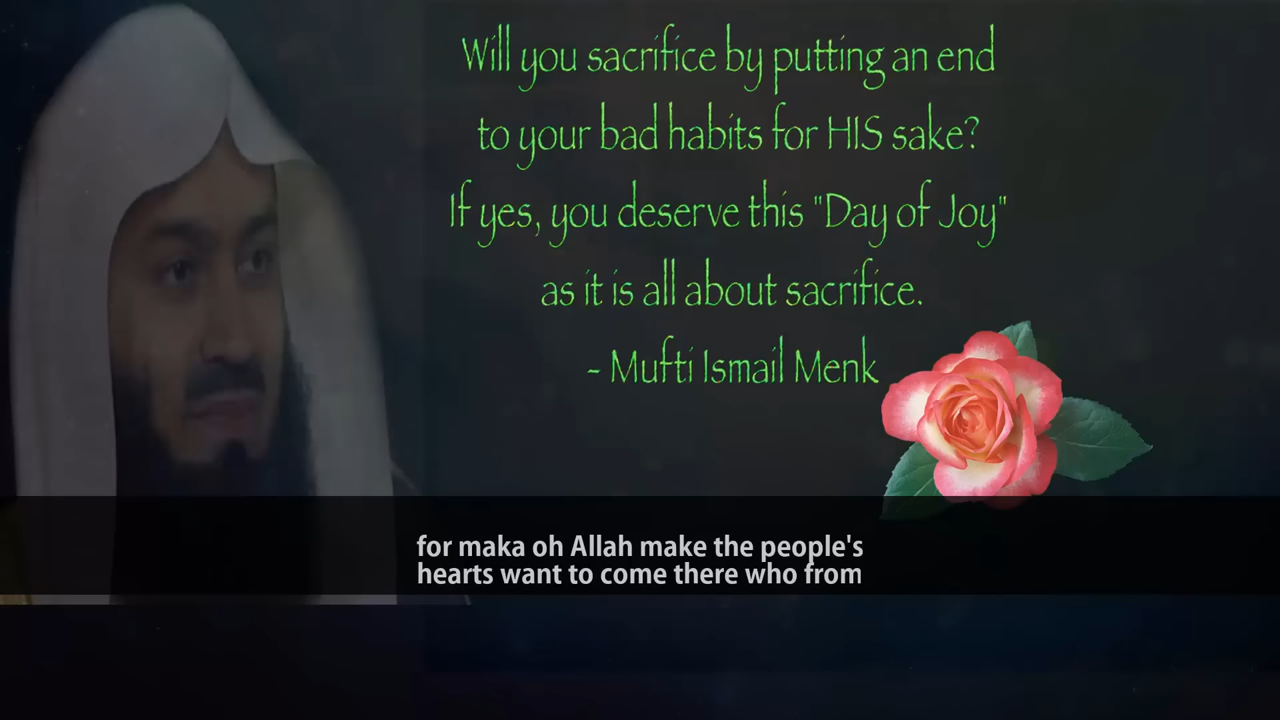 Will you sacrifice by putting an end
to your bad habits for HIS sake?
If yes, you deserve this "Day of Joy"
as it is all about sacrifice.
- Mufti Ismail Menk
for maka oh Allah make the people's
hearts want to come there who from